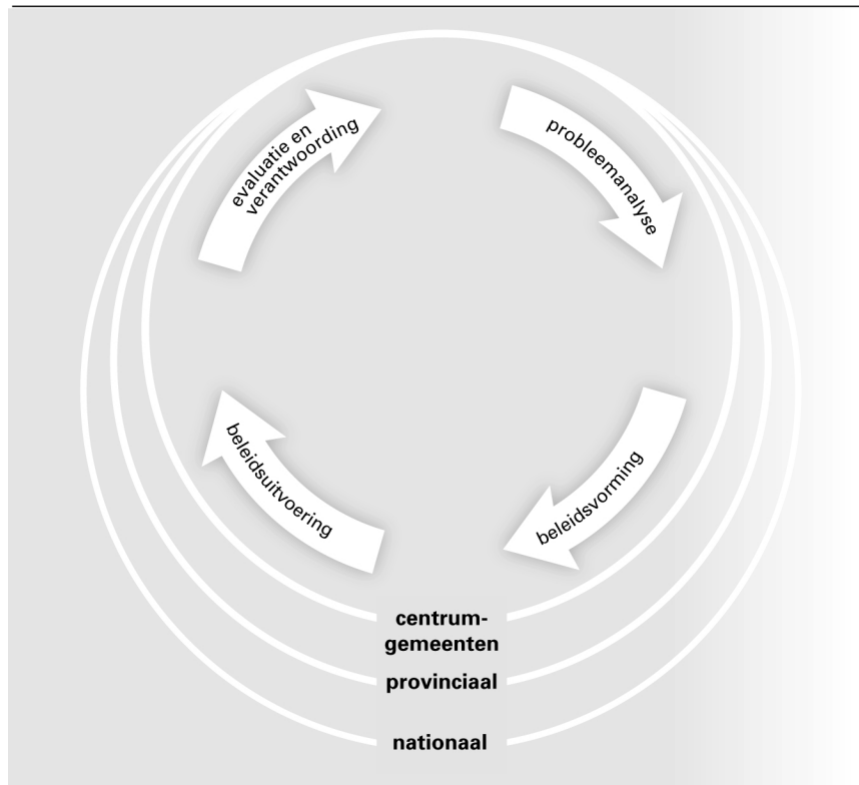 evaluatie en
verantwoording
probleemanalyse
beleidsvorming
beleidsuitvoering
centrum-
gemeenten
provinciaal
nationaal